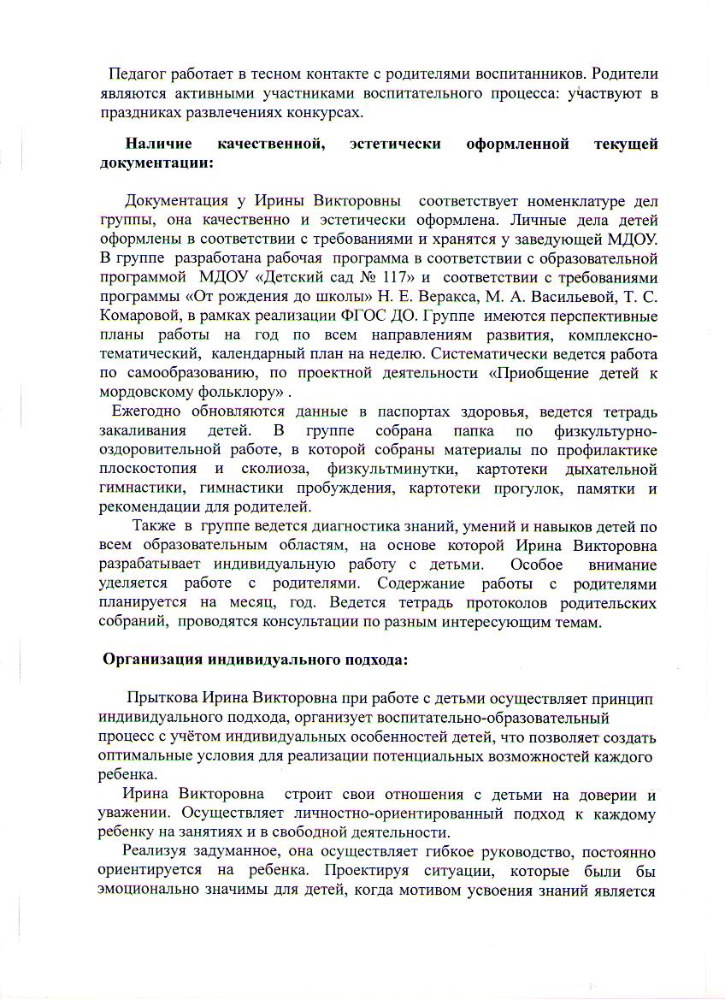 Педагог работает в тесном контакте с родителями воспитанников. Родители
являются активными участниками воспитательного процесса: участвуют в
праздниках развлечениях конкурсах.
Наличие качественной, эстетически оформленной текущей
документации:
Документация у Ирины Викторовны соответствует номенклатуре дел
группы, она качественно и эстетически оформлена. Личные дела детей
оформлены в соответствии с требованиями и хранятся у заведующей МДОУ.
В группе разработана рабочая программа в соответствии с образовательной
программой МДОУ «Детский сад № 117» и соответствии с требованиями
программы «От рождения до школы» Н. Е. Веракса, М. А. Васильевой, Т. С.
Комаровой, в рамках реализации ФГОС ДО. Группе имеются перспективные
планы работы на год по всем направлениям развития, комплексно-
тематический, календарный план на неделю. Систематически ведется работа
по самообразованию, по проектной деятельности «Приобщение детей к
мордовскому фольклору» .
Ежегодно обновляются данные в паспортах здоровья, ведется тетрадь
закаливания детей. В группе собрана папка по физкультурно-
оздоровительной работе, в которой собраны материалы по профилактике
плоскостопия и сколиоза, физкультминутки, картотеки дыхательной
гимнастики, гимнастики пробуждения, картотеки прогулок, памятки и
рекомендации для родителей.
Также в группе ведется диагностика знаний, умений и навыков детей по
всем образовательным областям, на основе которой Ирина Викторовна
разрабатывает индивидуальную работу с детьми. Особое внимание
уделяется работе с родителями. Содержание работы с родителями
планируется на месяц, год. Ведется тетрадь протоколов родительских
собраний, проводятся консультации по разным интересующим темам.
Организация индивидуального подхода:
Прыткова Ирина Викторовна при работе с детьми осуществляет принцип
индивидуального подхода, организует воспитательно-образовательный
процесс с учётом индивидуальных особенностей детей, что позволяет создать
оптимальные условия для реализации потенциальных возможностей каждого
ребенка.
Ирина Викторовна строит свои отношения с детьми на доверии и
уважении. Осуществляет личностно-ориентированный подход к каждому
ребенку на занятиях и в свободной деятельности.
Реализуя задуманное, она осуществляет гибкое руководство, постоянно
ориентируется на ребенка. Проектируя ситуации, которые были бы
эмоционально значимы для детей, когда мотивом усвоения знаний является